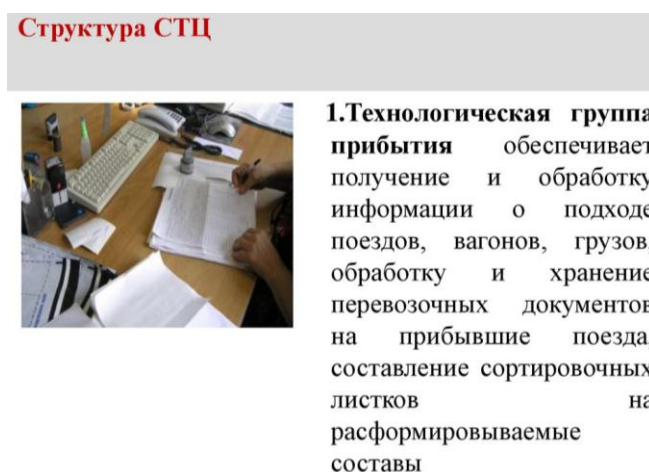 Структура СТЦ
1.Технологическая группа
прибытия обеспечивает
получение и обработку
информации о подходе
поездов, вагонов, грузов,
обработку и хранение
перевозочных документов
на прибывшие поезда,
составление сортировочных
листков на
расформировываемые
составы